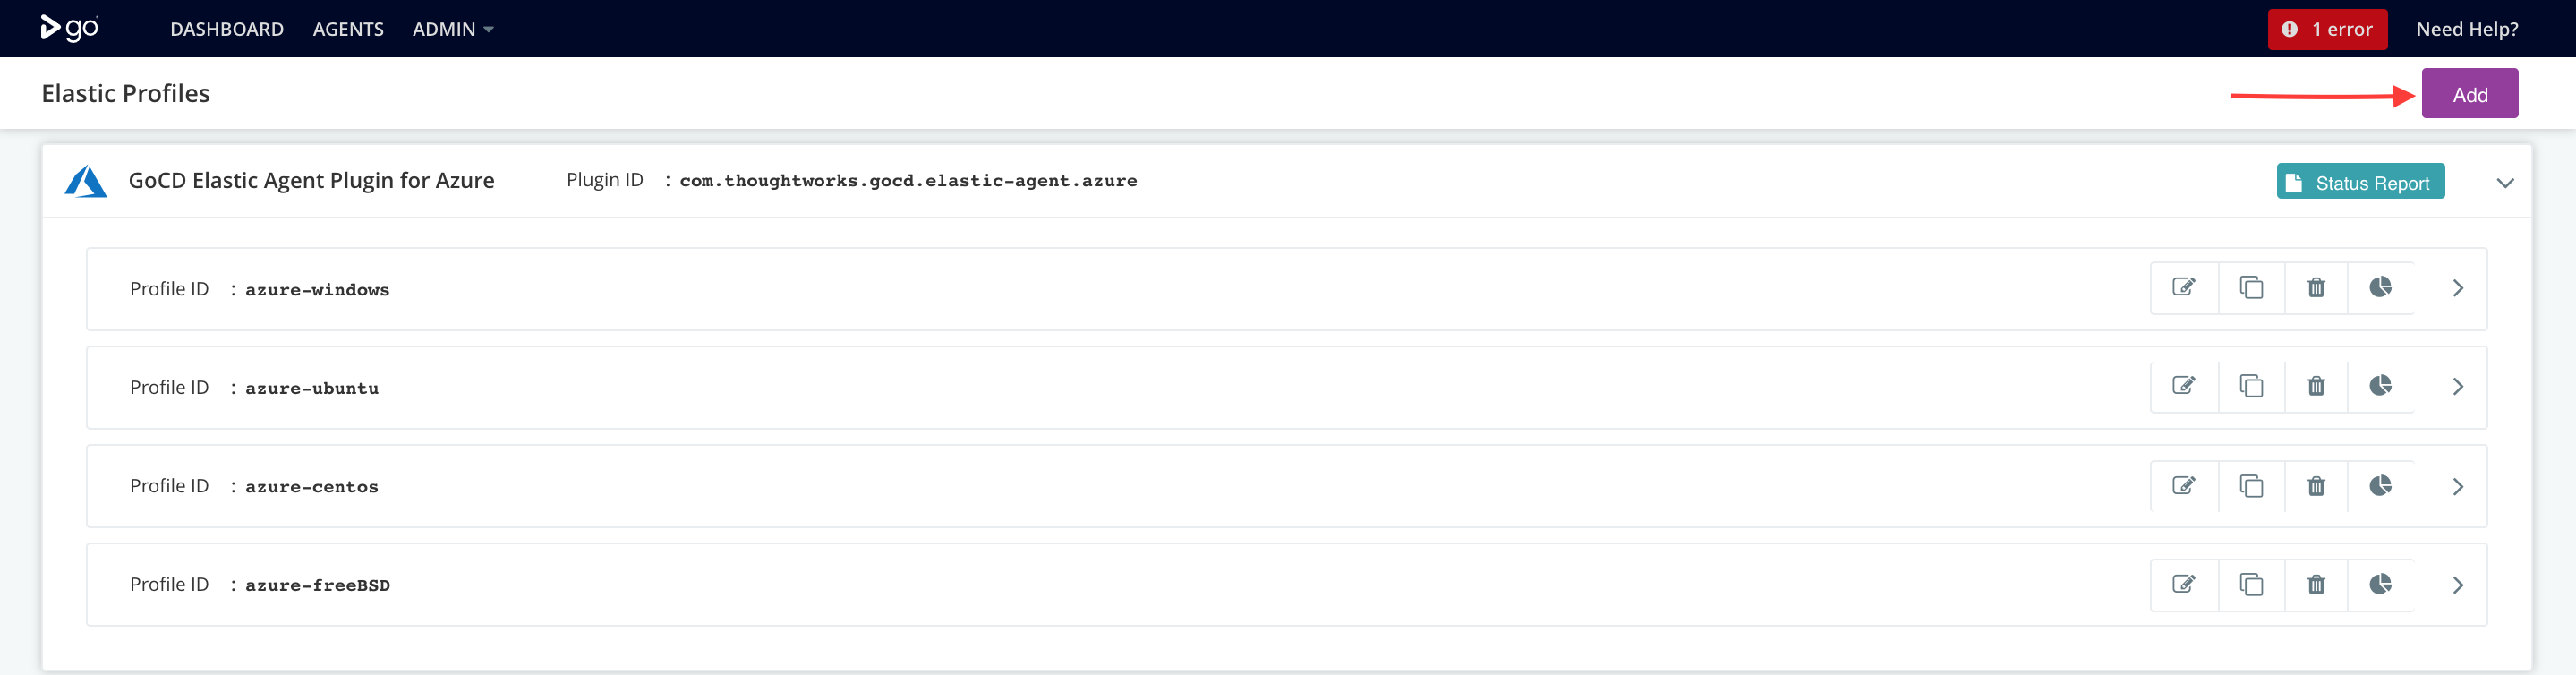 go DASHBOARD AGENTS ADMIN 1 error Need Help?
Elastic Profiles Add
GoCD Elastic Agent Plugin for Azure Plugin ID : com.thoughtworks.gocd.elastic-agent.azure Status Report
Profile ID : azure-windows
Profile ID : azure-ubuntu
Profile ID : azure-centos
Profile ID : azure-freeBSD